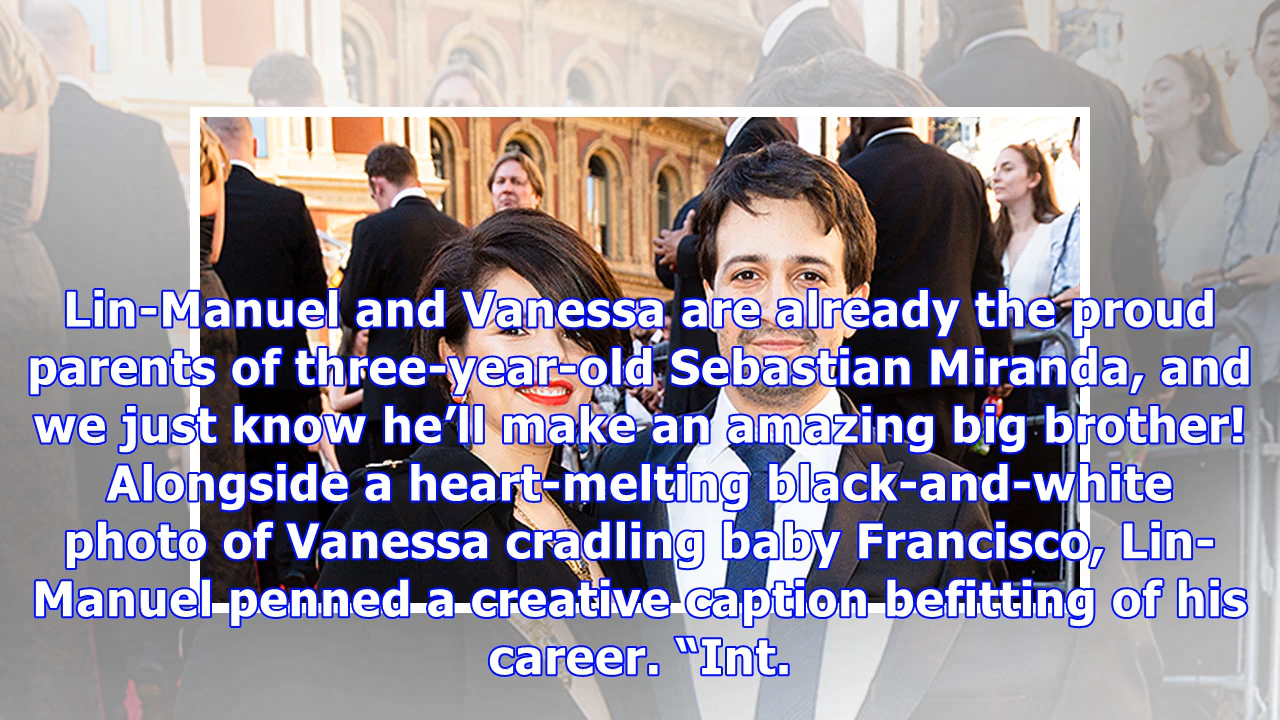 Lin-Manuel and Vanessa are already the proud
parents of three-year-old Sebastian Miranda, and
we just know he’ll make an amazing big brother!
Alongside a heart-melting black-and-white
photo of Vanessa cradling baby Francisco, Lin-
Manuel penned a creative caption befitting of his
career. “Int.